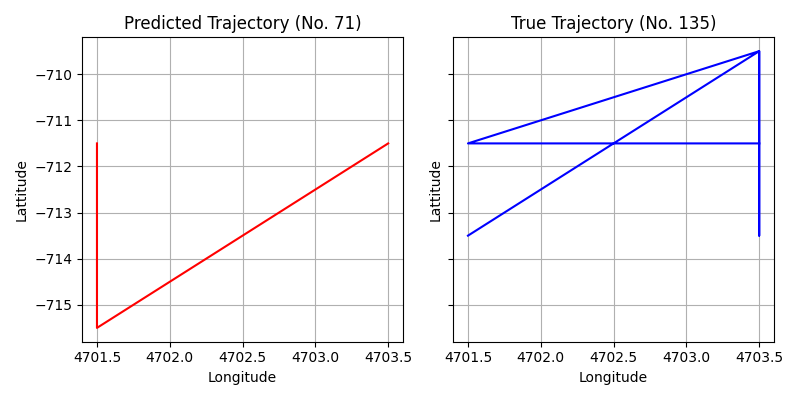 Predicted Trajectory (No. 71)
True Trajectory (No. 135)
Lattitude
−710
−711
−712
−713
−714
−715
4701.5
4702.0
4702.5
4703.0
4703.5
Longitude
Lattitude
4701.5
4702.0
4702.5
4703.0
4703.5
Longitude